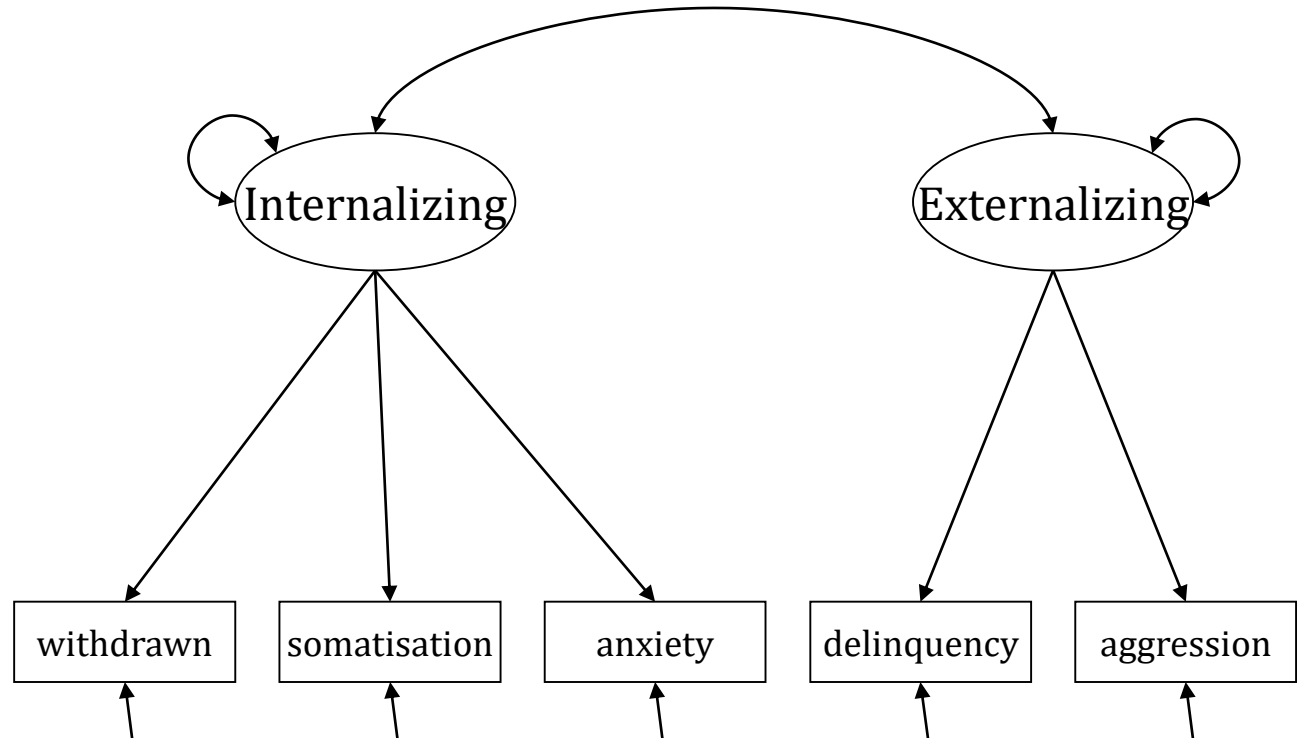 Internalizing
Externalizing
withdrawn
somatisation
anxiety
delinquency
aggression